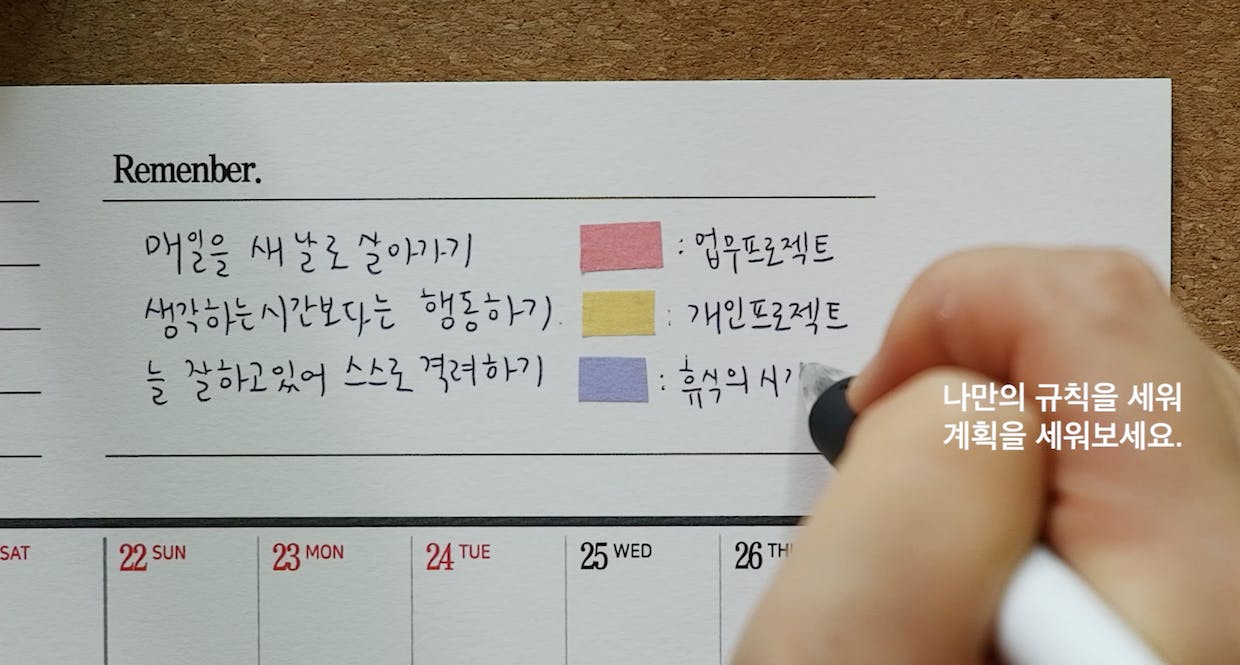 Remenber.
매일을 새 날로 살아가기
생각하는 시간보다는 행동하기.
늘 잘하고있어 스스로 격려하기
: 업무프로젝트
: 개인프로젝트
: 휴식의
나만의 규칙을 세워
계획을 세워보세요.
SAT
22 SUN
23 MON
24 TUE
25 WED
26